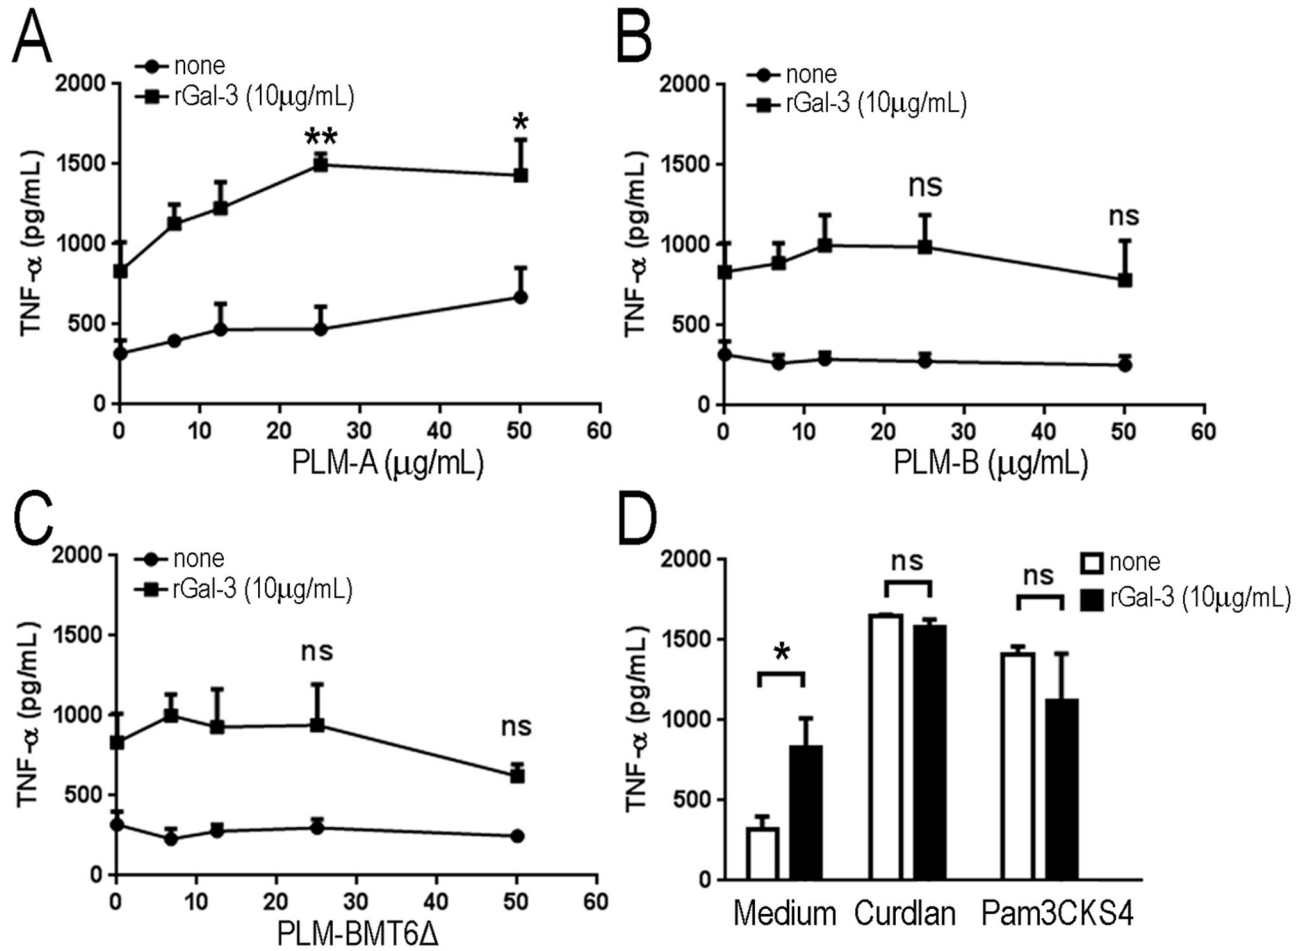 A
none
rGal-3 (10μg/mL)
2000
1500
1000
500
0
TNF-α (pg/mL)
**
*
0 10 20 30 40 50 60
PLM-A (μg/mL)
B
none
rGal-3 (10μg/mL)
2000
1500
1000
500
0
TNF-α (pg/mL)
ns
ns
0 10 20 30 40 50 60
PLM-B (μg/mL)
C
none
rGal-3 (10μg/mL)
2000
1500
1000
500
0
TNF-α (pg/mL)
ns
ns
0 10 20 30 40 50 60
PLM-BMT6Δ
D
none
rGal-3 (10μg/mL)
2000
1500
1000
500
0
TNF-α (pg/mL)
*
ns
ns
Medium Curdlan Pam3CKS4